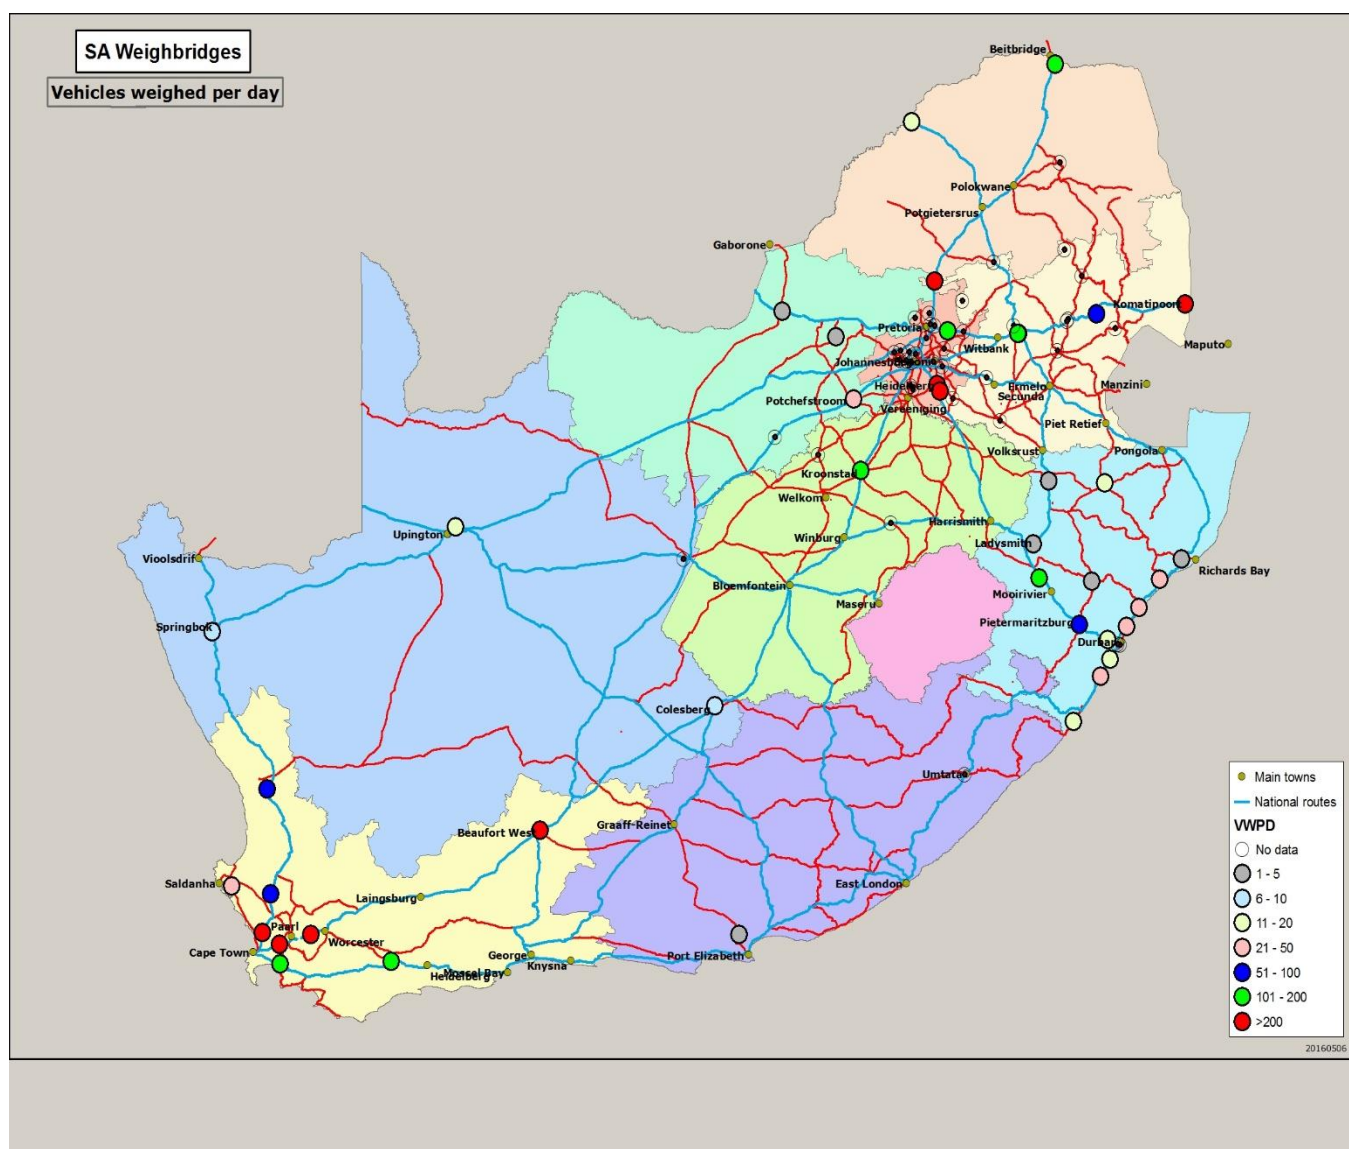 SA Weighbridges
Vehicles weighed per day
Beitbridge
Polokwane
Potgietersrus
Gaborone
Komatipoort
Pretoria
Witbank
Maputo
Johannesburg
Heidelberg
Ermelo
Secunda
Manzini
Potchefstroom
Vereeniging
Piet Retief
Volksrust
Pongola
Kroonstad
Welkom
Harrismith
Upington
Winburg
Ladysmith
Vioolsdrif
Richards Bay
Bloemfontein
Maseru
Mooirivier
Springbok
Pietermaritzburg
Durban
Colesberg
Umtata
Graaff-Reinet
Beaufort West
Saldanha
Laingsburg
East London
Paarl
Worcester
Cape Town
George
Knysna
Port Elizabeth
Heidelberg
Mossel Bay
Main towns
National routes
VWPD
No data
1 - 5
6 - 10
11 - 20
21 - 50
51 - 100
101 - 200
>200
20160506